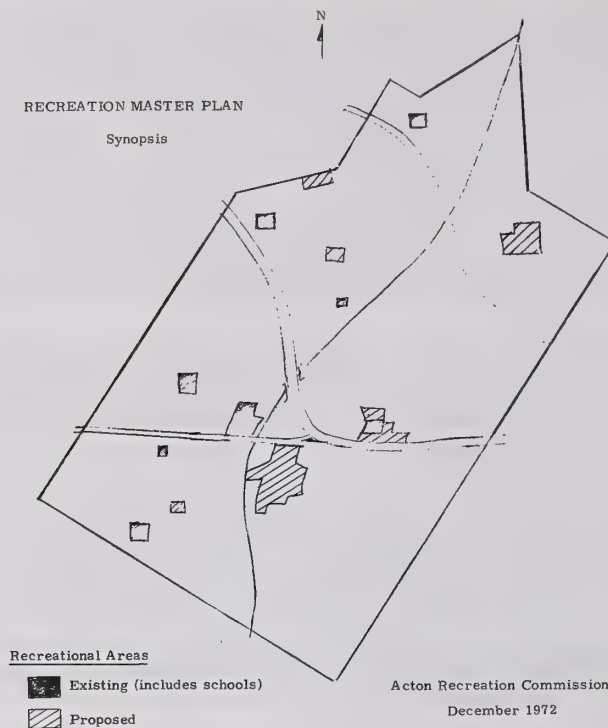 N
RECREATION MASTER PLAN
Synopsis
Recreational Areas
Existing (includes schools)
Proposed
Acton Recreation Commission
December 1972